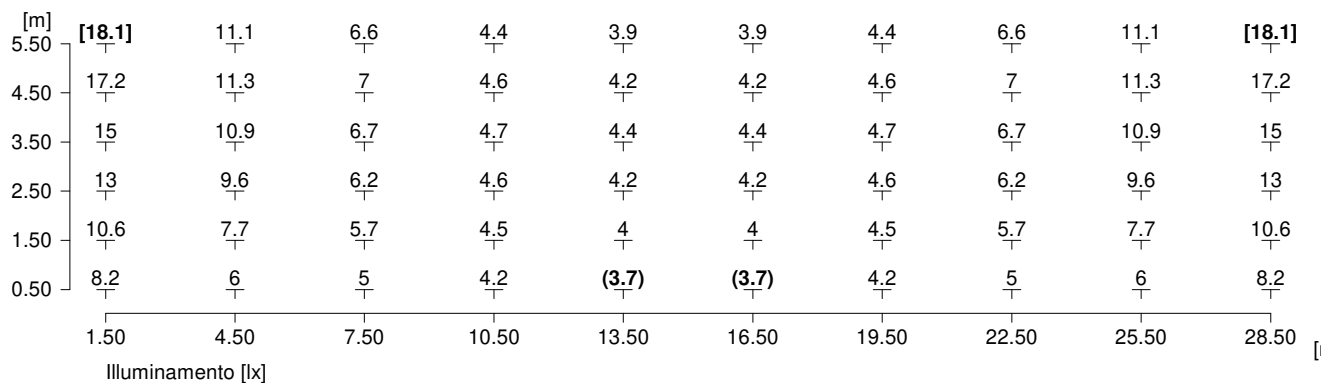 [m]
5.50 [18.1] 11.1 6.6 4.4 3.9 3.9 4.4 6.6 11.1 [18.1]
4.50 17.2 11.3 7 4.6 4.2 4.2 4.6 7 11.3 17.2
3.50 15 10.9 6.7 4.7 4.4 4.4 4.7 6.7 10.9 15
2.50 13 9.6 6.2 4.6 4.2 4.2 4.6 6.2 9.6 13
1.50 10.6 7.7 5.7 4.5 4 4 4.5 5.7 7.7 10.6
0.50 8.2 6 5 4.2 (3.7) (3.7) 4.2 5 6 8.2
1.50 4.50 7.50 10.50 13.50 16.50 19.50 22.50 25.50 28.50
Illuminamento [lx]